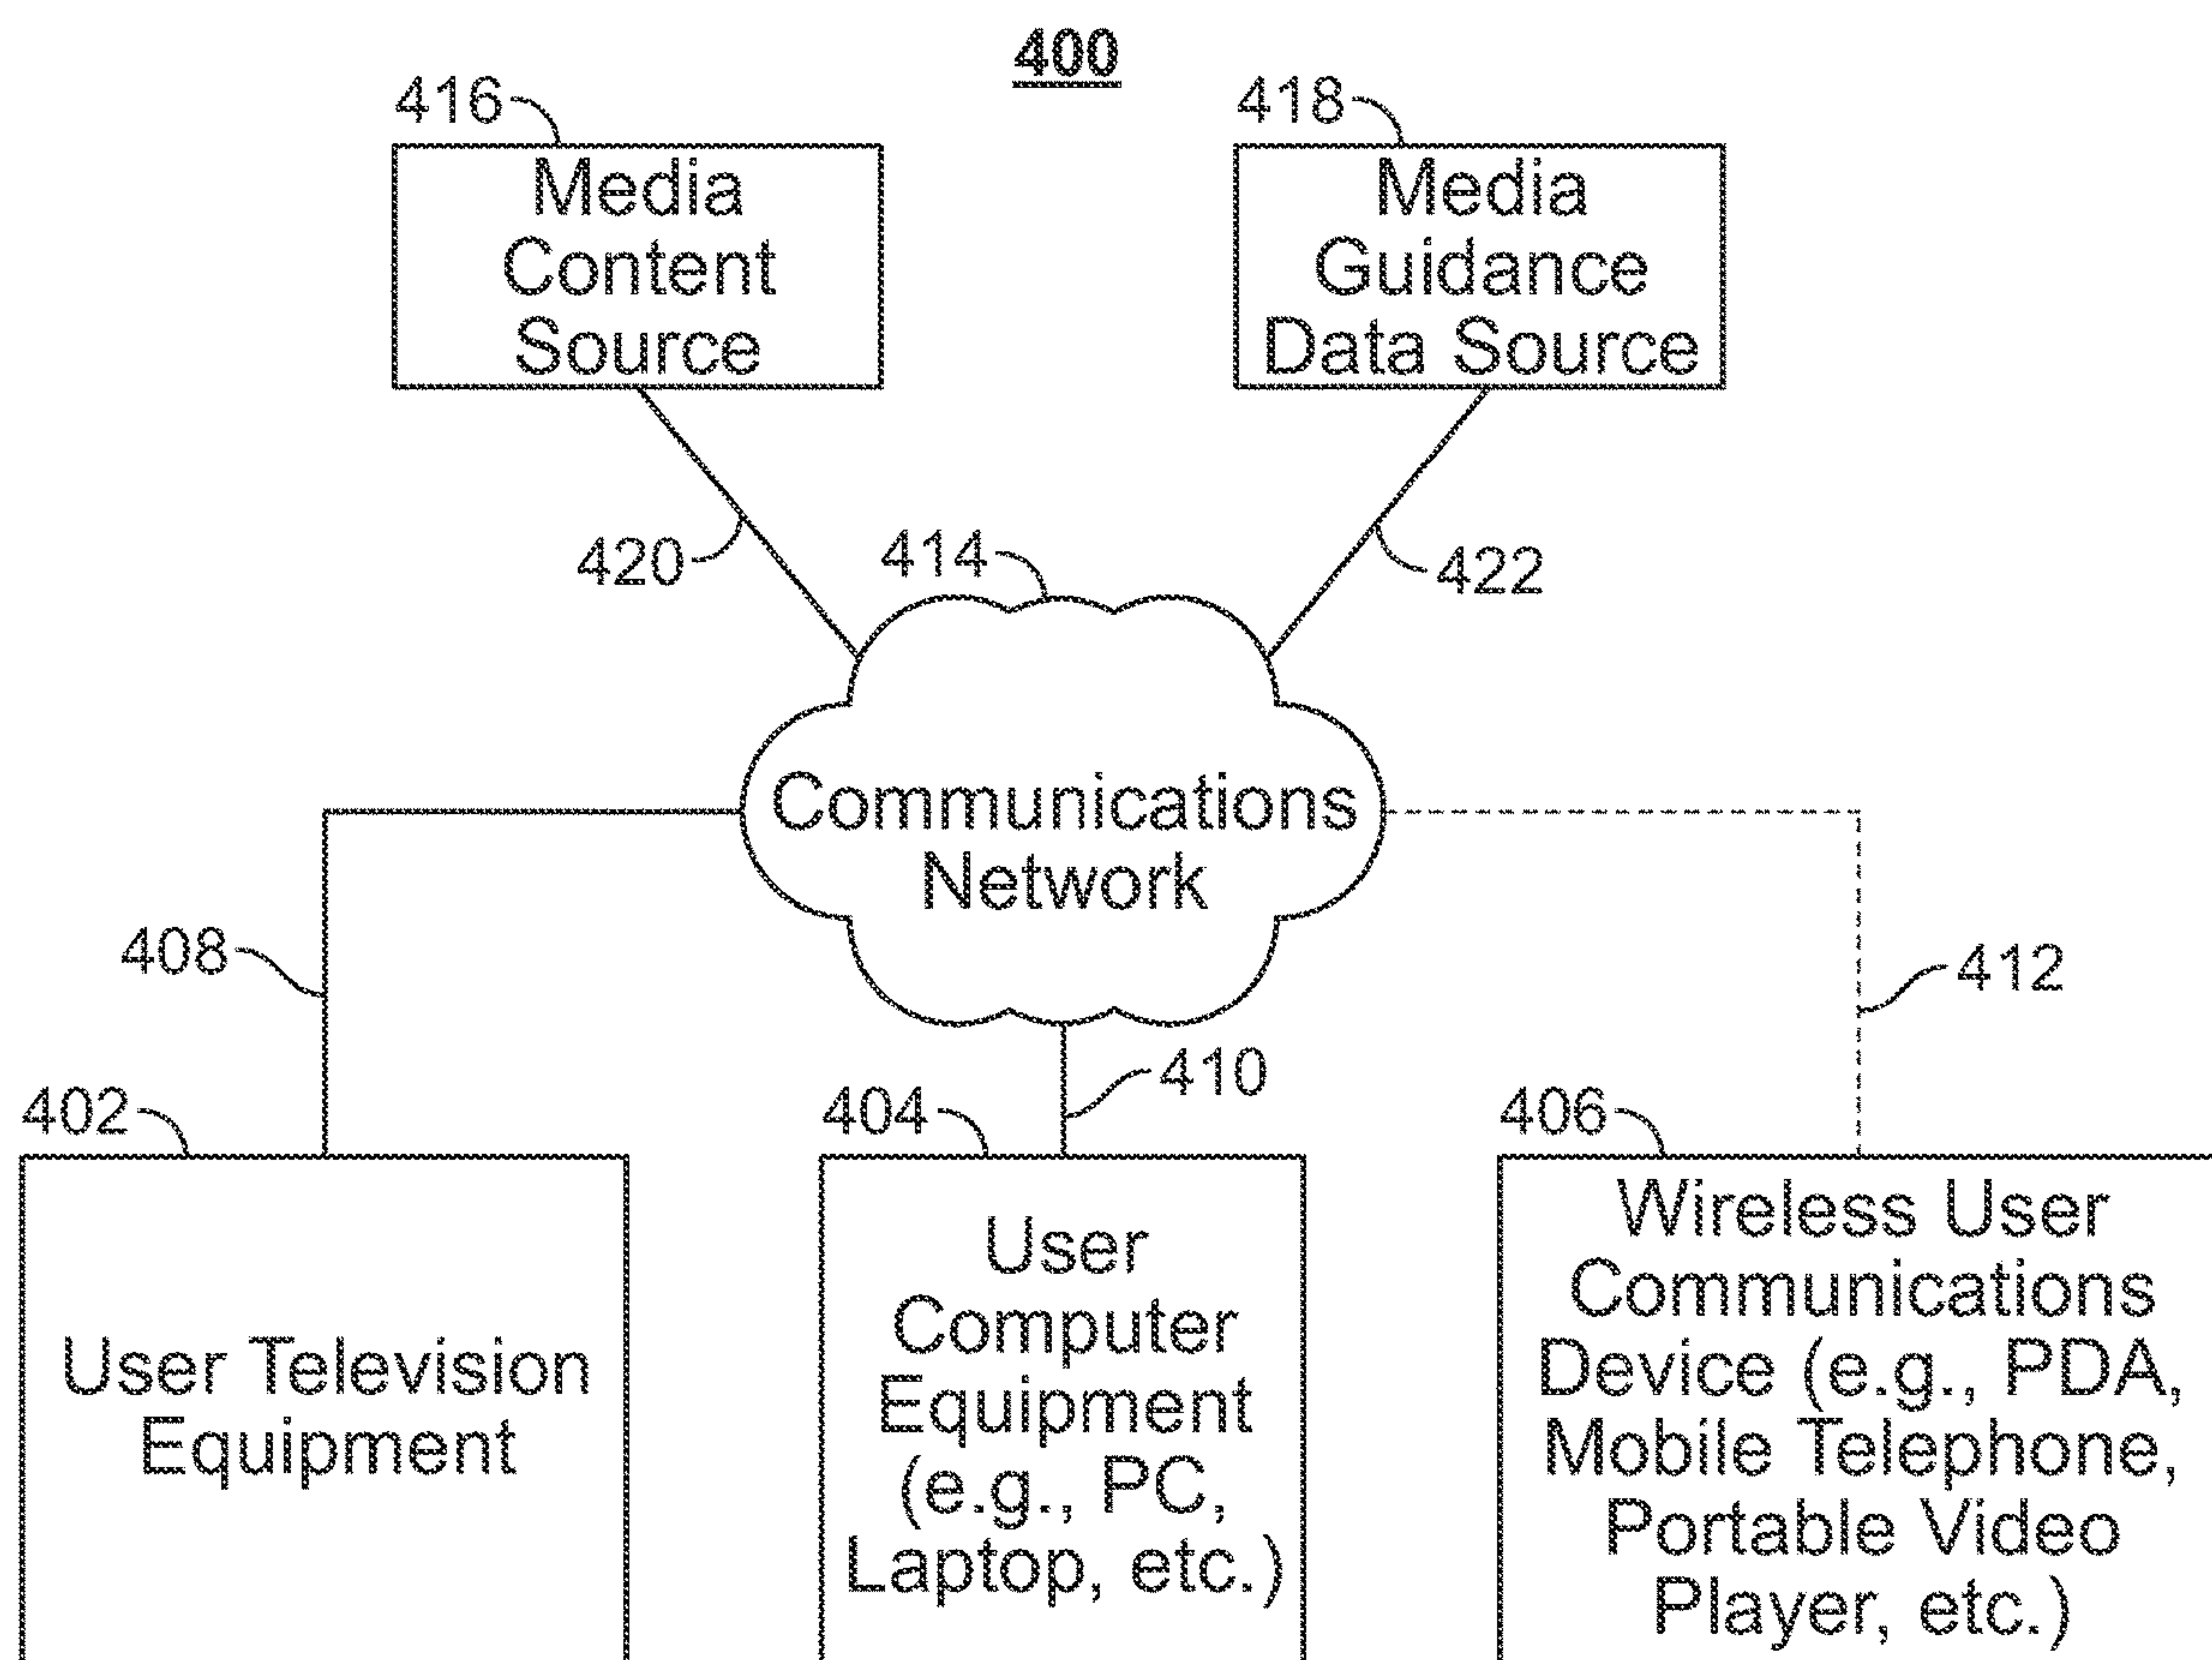 400
416
418
Media
Content
Source
Media
Guidance
Data Source
420
414
422
Communications
Network
408
412
410
402
404
406
User Television
Equipment
User
Computer
Equipment
(e.g., PC,
Laptop, etc.)
Wireless User
Communications
Device (e.g., PDA,
Mobile Telephone,
Portable Video
Player, etc.)